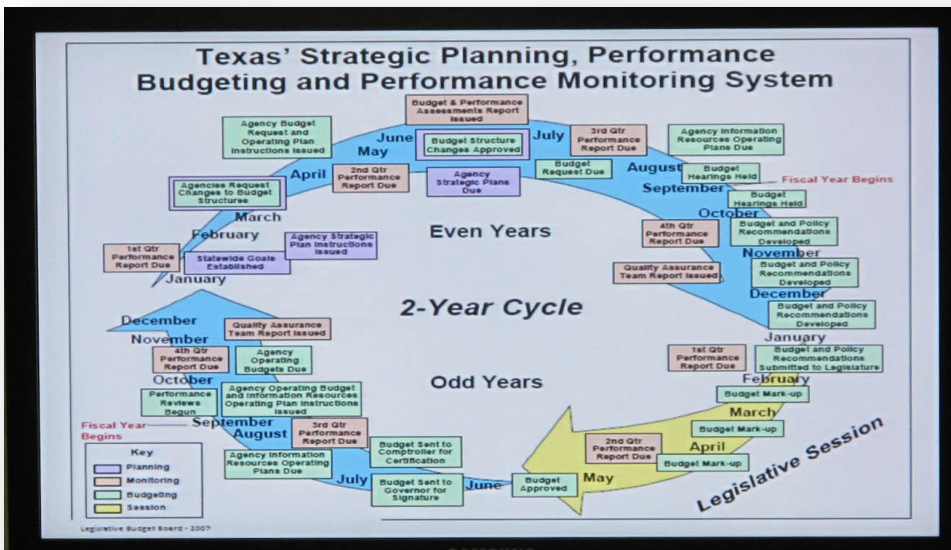 Texas' Strategic Planning, Performance
Budgeting and Performance Monitoring System
Budget & Performance
Assessments Report
Issued
Agency Budget
Request and
Operating Plan
Instructions Issued
June
May
Budget Structure
Changes Approved
July
3rd Qtr
Performance
Report Due
Agency Information
Resources Operating
Plans Due
April
2nd Qtr
Performance
Report Due
Agency
Strategic Plans
Due
Budget
Request Due
August
Budget
Hearings Held
Fiscal Year Begins
Agencies Request
Changes to Budget
Structures
September
Budget
Hearings Held
March
October
February
Agency Strategic
Plan Instructions
Issued
Even Years
4th Qtr
Performance
Report Due
Budget and Policy
Recommendations
Developed
1st Qtr
Performance
Report Due
Statewide Goals
Established
November
Quality Assurance
Team Report Issued
Budget and Policy
Recommendations
Developed
January
December
2-Year Cycle
Budget and Policy
Recommendations
Developed
December
Quality Assurance
Team Report Issued
November
January
4th Qtr
Performance
Report Due
Agency
Operating
Budgets Due
1st Qtr
Performance
Report Due
Budget and Policy
Recommendations
Submitted to Legislature
October
Odd Years
February
Performance
Reviews
Begun
Agency Operating Budget
and Information Resources
Operating Plan Instructions
Issued
Budget Mark-up
March
Fiscal Year
Begins
September
August
3rd Qtr
Performance
Report Due
Budget Mark-up
2nd Qtr
Performance
Report Due
April
Budget Mark-up
Legislative Session
Key
Planning
Monitoring
Budgeting
Session
Agency Information
Resources Operating
Plans Due
Budget Sent to
Comptroller for
Certification
July
Budget Sent to
Governor for
Signature
June
Budget
Approved
May
Legislative Budget Board - 2007